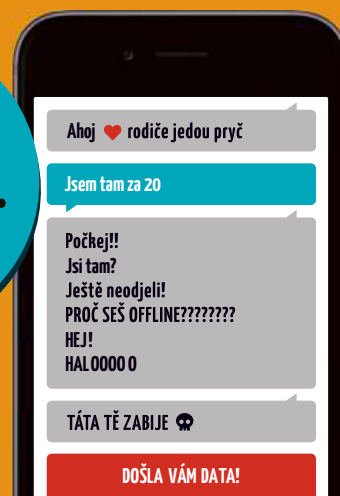 Ahoj ❤ rodiče jedou pryč
Jsem tam za 20
Počkej!!
Jsi tam?
Ještě neodjeli!
PROČ SEŠ OFFLINE????????
HEJ!
HALOOOO O
TÁTA TĚ ZABIJE ☠
DOŠLA VÁM DATA!